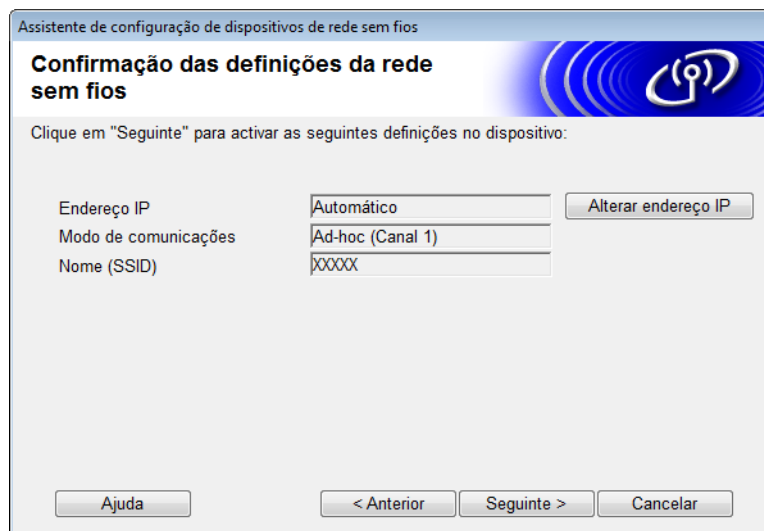 Assistente de configuração de dispositivos de rede sem fios
Confirmação das definições da rede
sem fios
Clique em "Seguinte" para activar as seguintes definições no dispositivo:
Endereço IP Automático Alterar endereço IP
Modo de comunicações Ad-hoc (Canal 1)
Nome (SSID) XXXXX
Ajuda < Anterior Seguinte > Cancelar